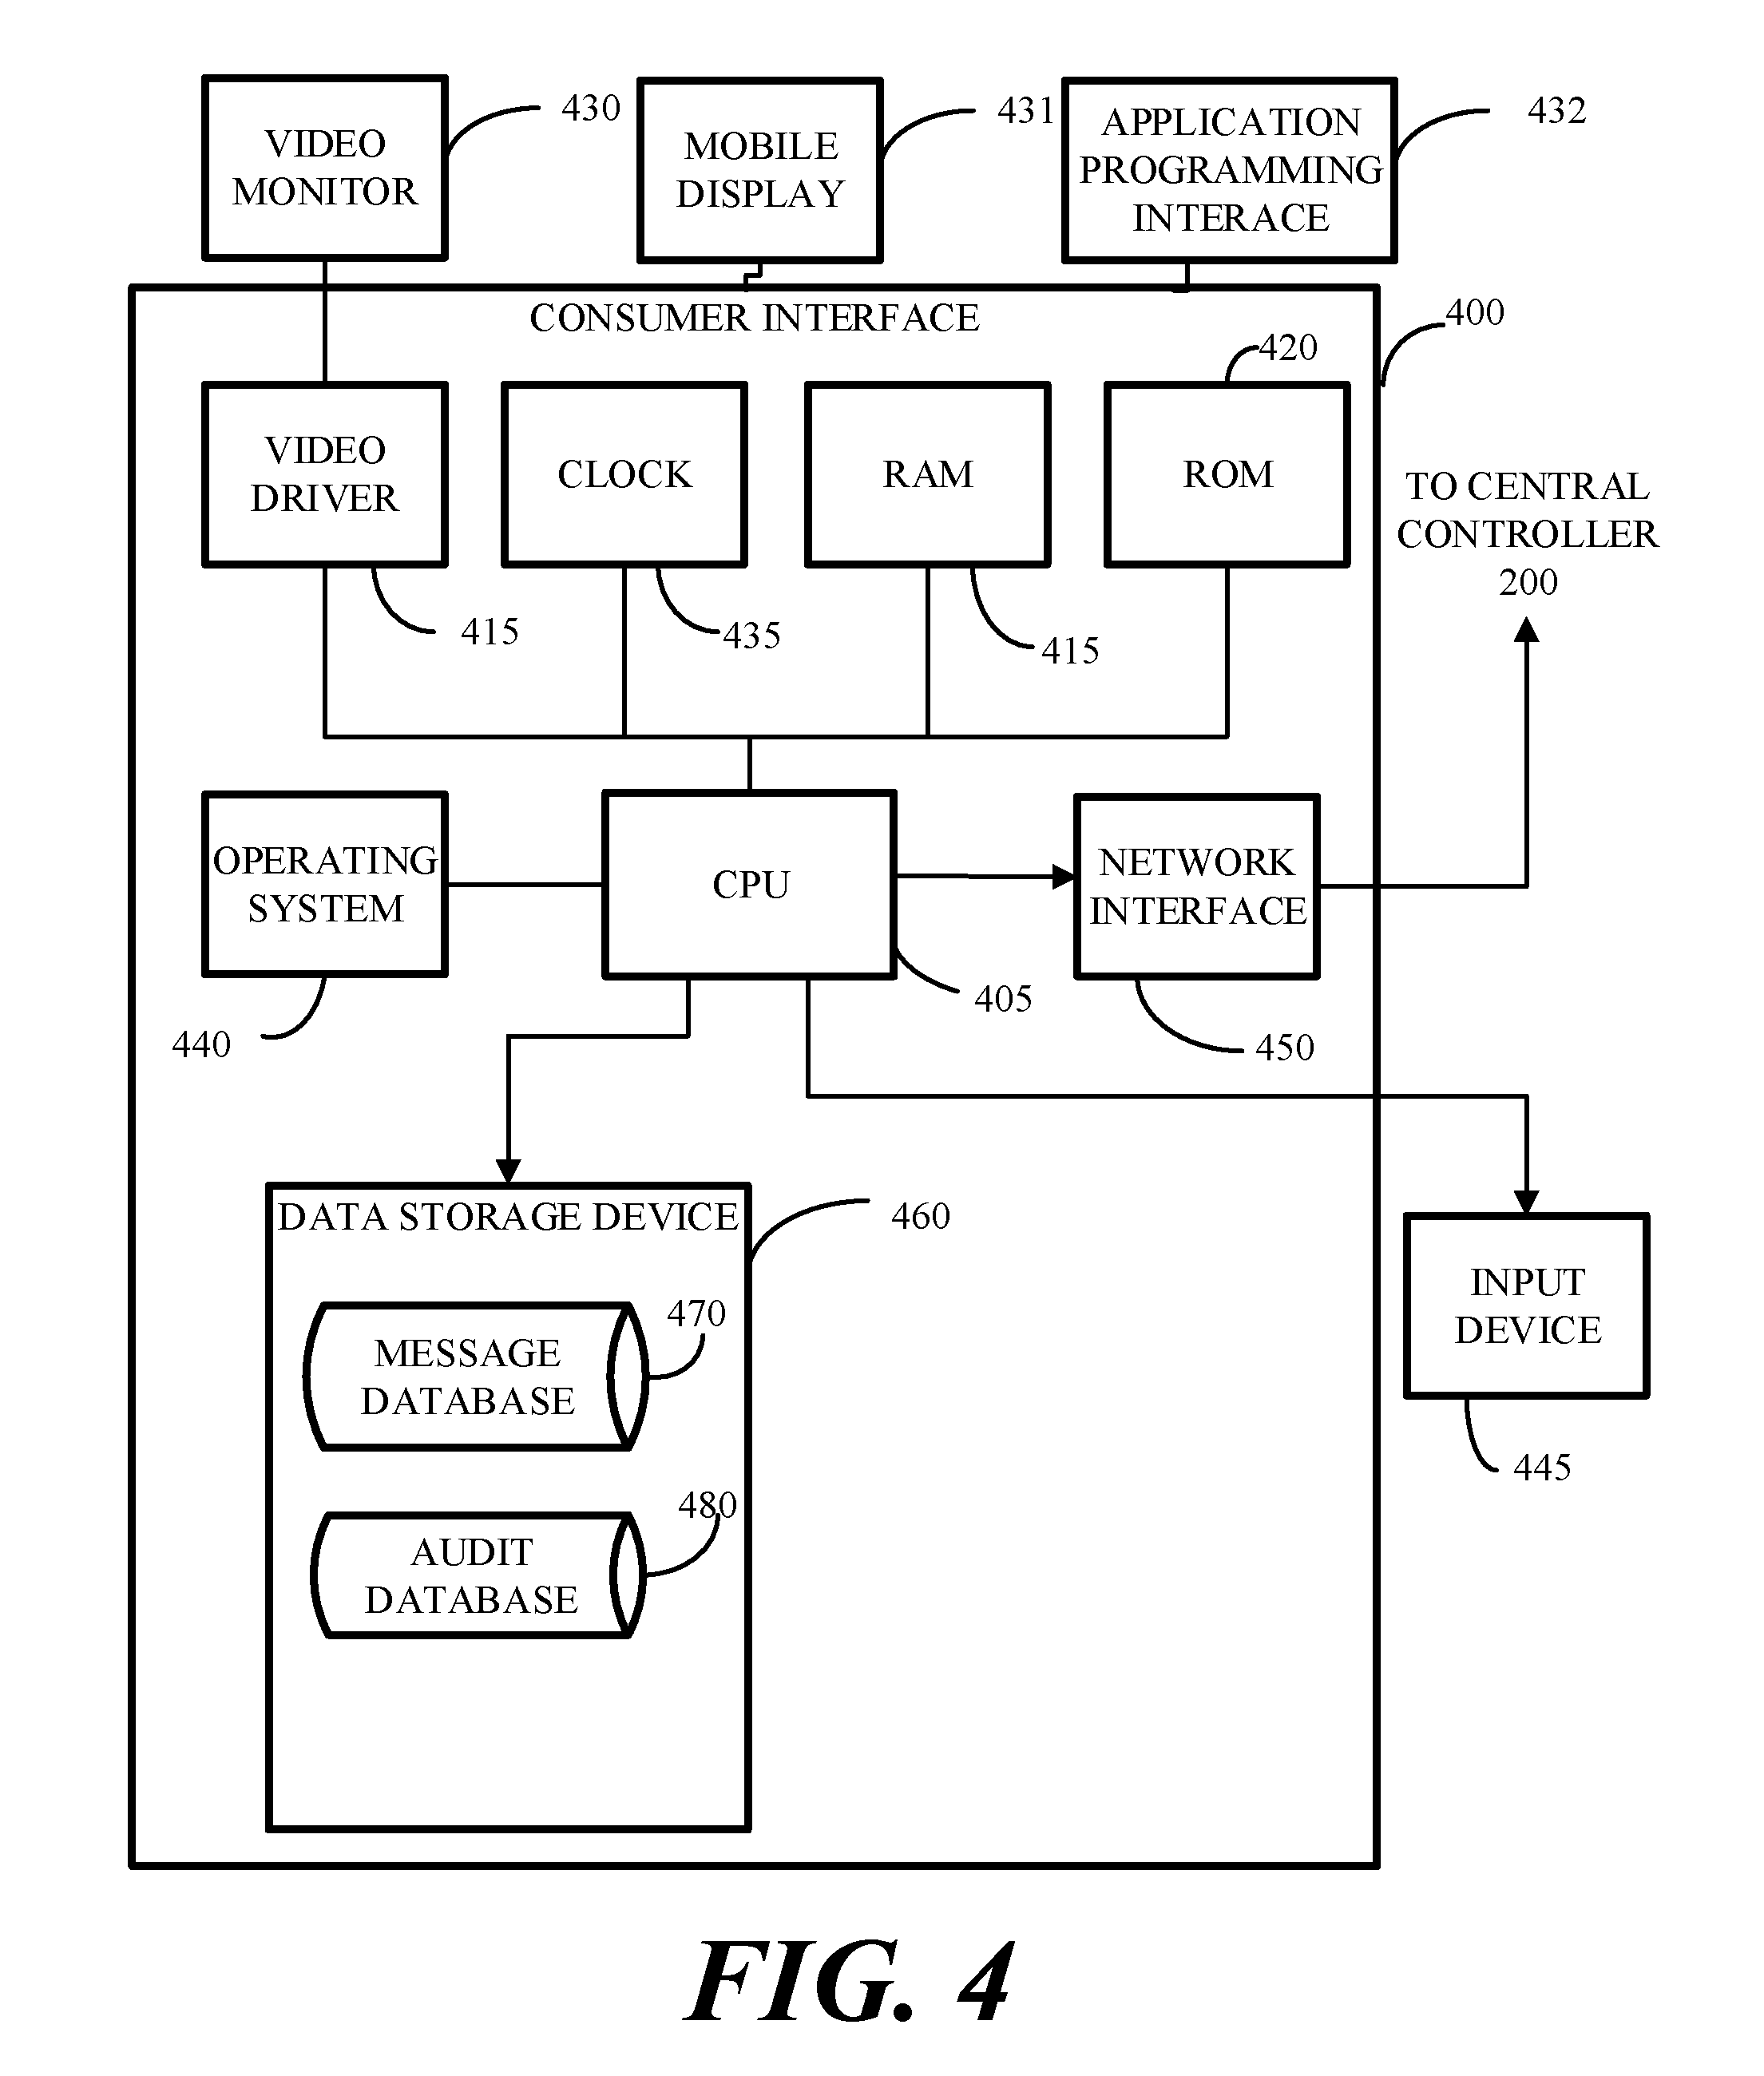 VIDEO
MONITOR
430
MOBILE
DISPLAY
431
APPLICATION
PROGRAMMING
INTERACE
432
CONSUMER INTERFACE
400
420
VIDEO
DRIVER
CLOCK
RAM
ROM
415
435
415
TO CENTRAL
CONTROLLER
200
OPERATING
SYSTEM
CPU
NETWORK
INTERFACE
440
405
450
DATA STORAGE DEVICE
460
MESSAGE
DATABASE
470
AUDIT
DATABASE
480
INPUT
DEVICE
445
FIG. 4